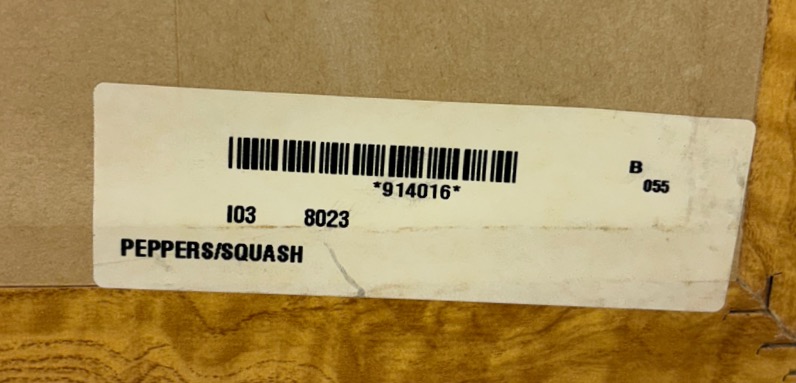 *914016*
B
055
I03 8023
PEPPERS/SQUASH